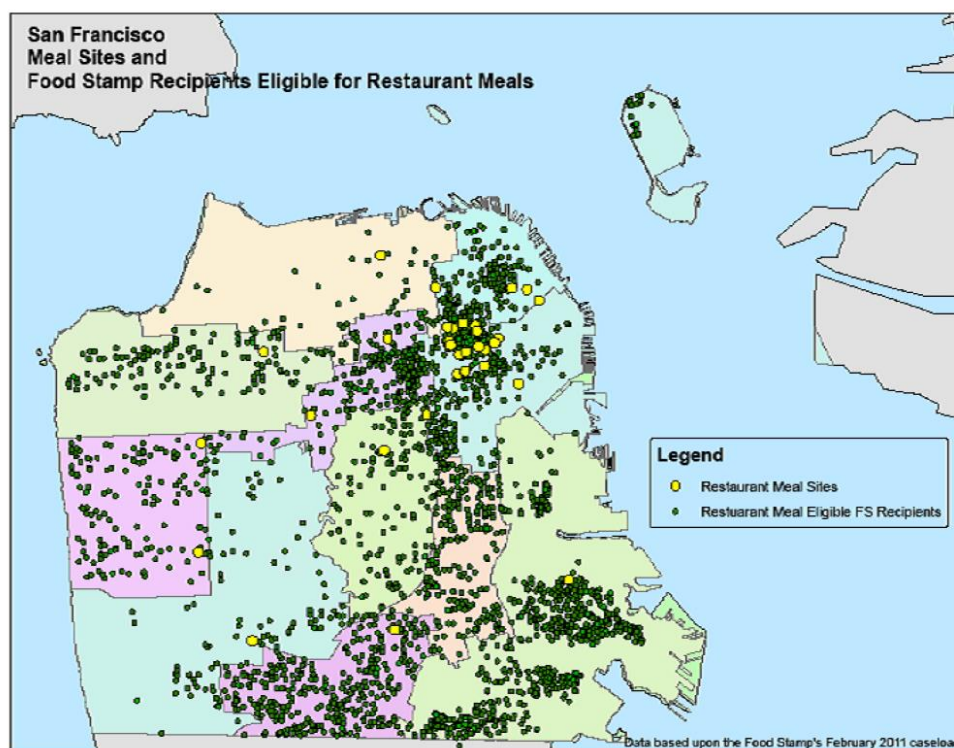 San Francisco
Meal Sites and
Food Stamp Recipients Eligible for Restaurant Meals
Legend
Restaurant Meal Sites
Restuarant Meal Eligible FS Recipients
Data based upon the Food Stamp's February 2011 caseloa